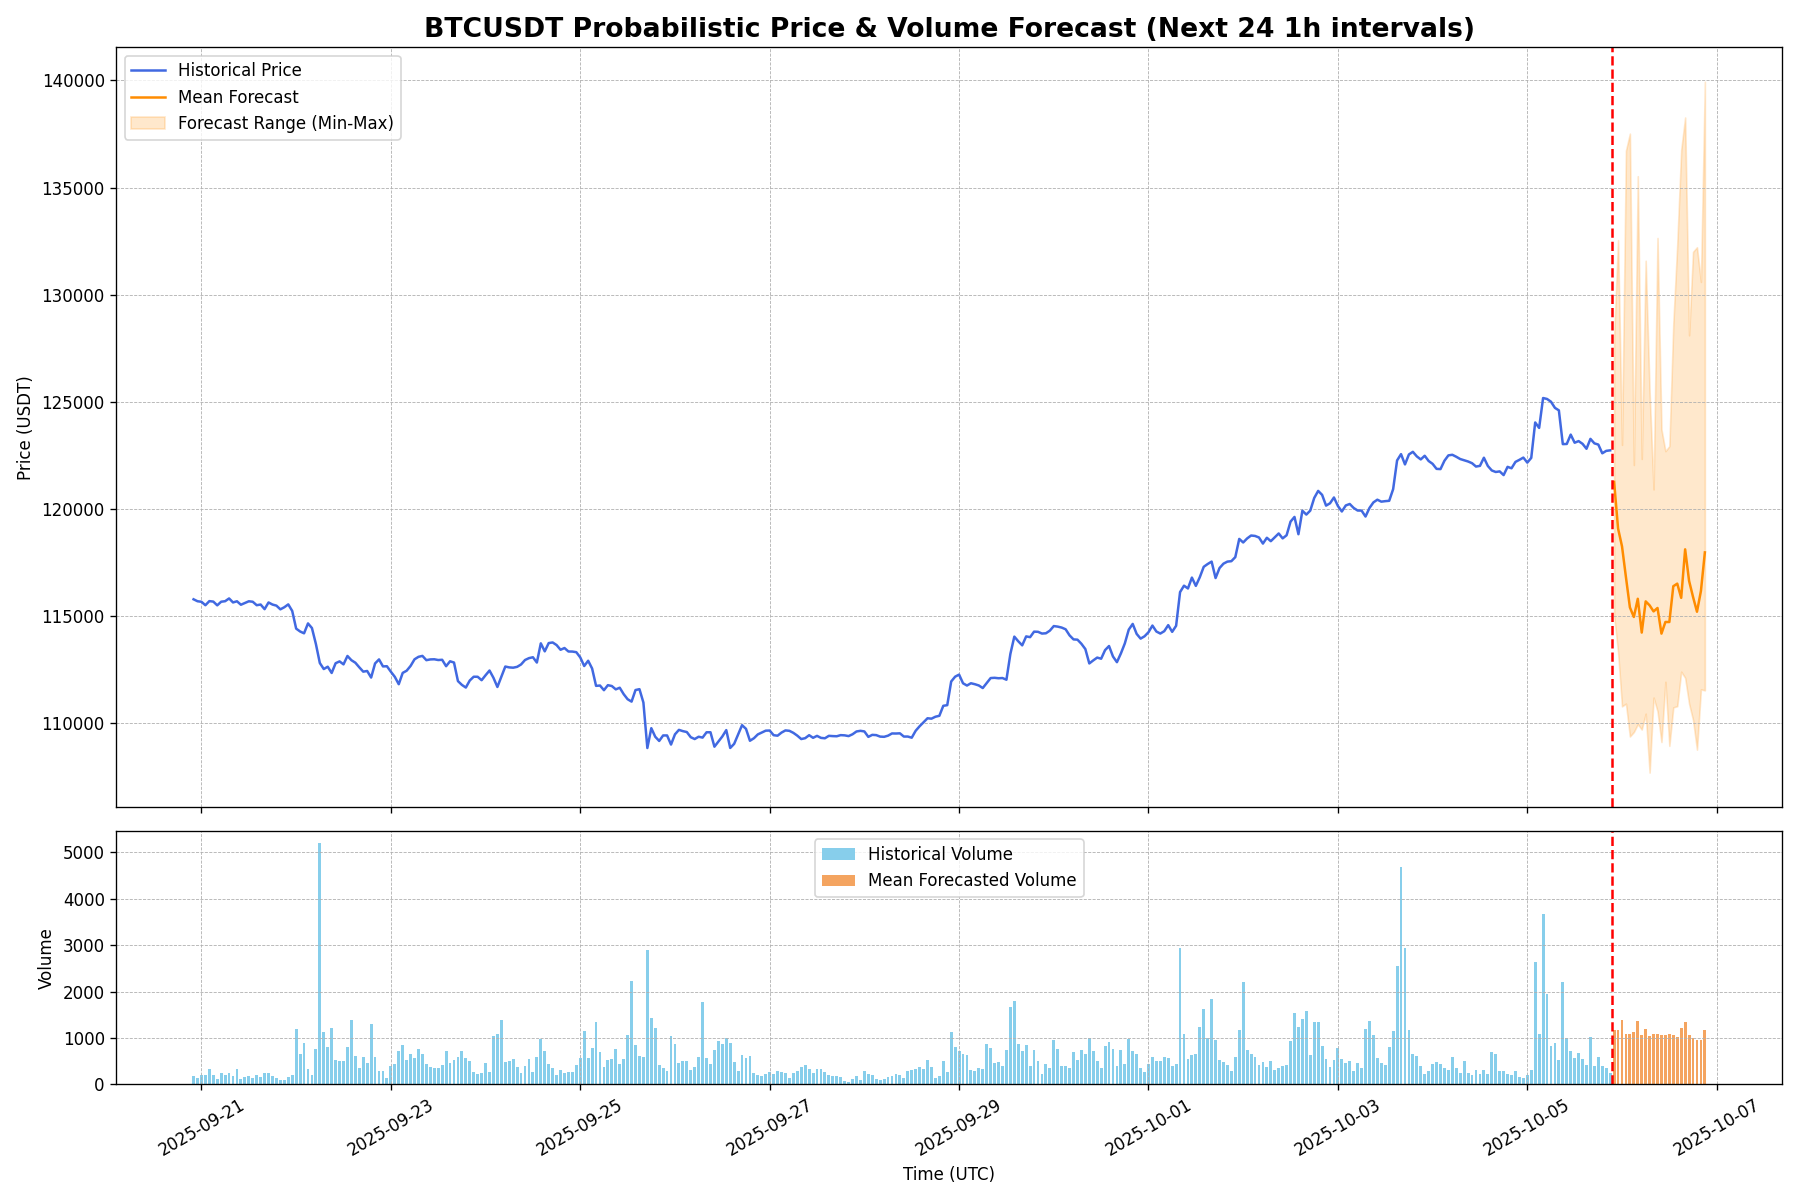 BTCUSDT Probabilistic Price & Volume Forecast (Next 24 1h intervals)
Historical Price
Mean Forecast
Forecast Range (Min-Max)
140000
135000
130000
125000
120000
115000
110000
Price (USDT)
Historical Volume
Mean Forecasted Volume
5000
4000
3000
2000
1000
0
Volume
2025-09-21
2025-09-23
2025-09-25
2025-09-27
2025-09-29
2025-10-01
2025-10-03
2025-10-05
2025-10-07
Time (UTC)